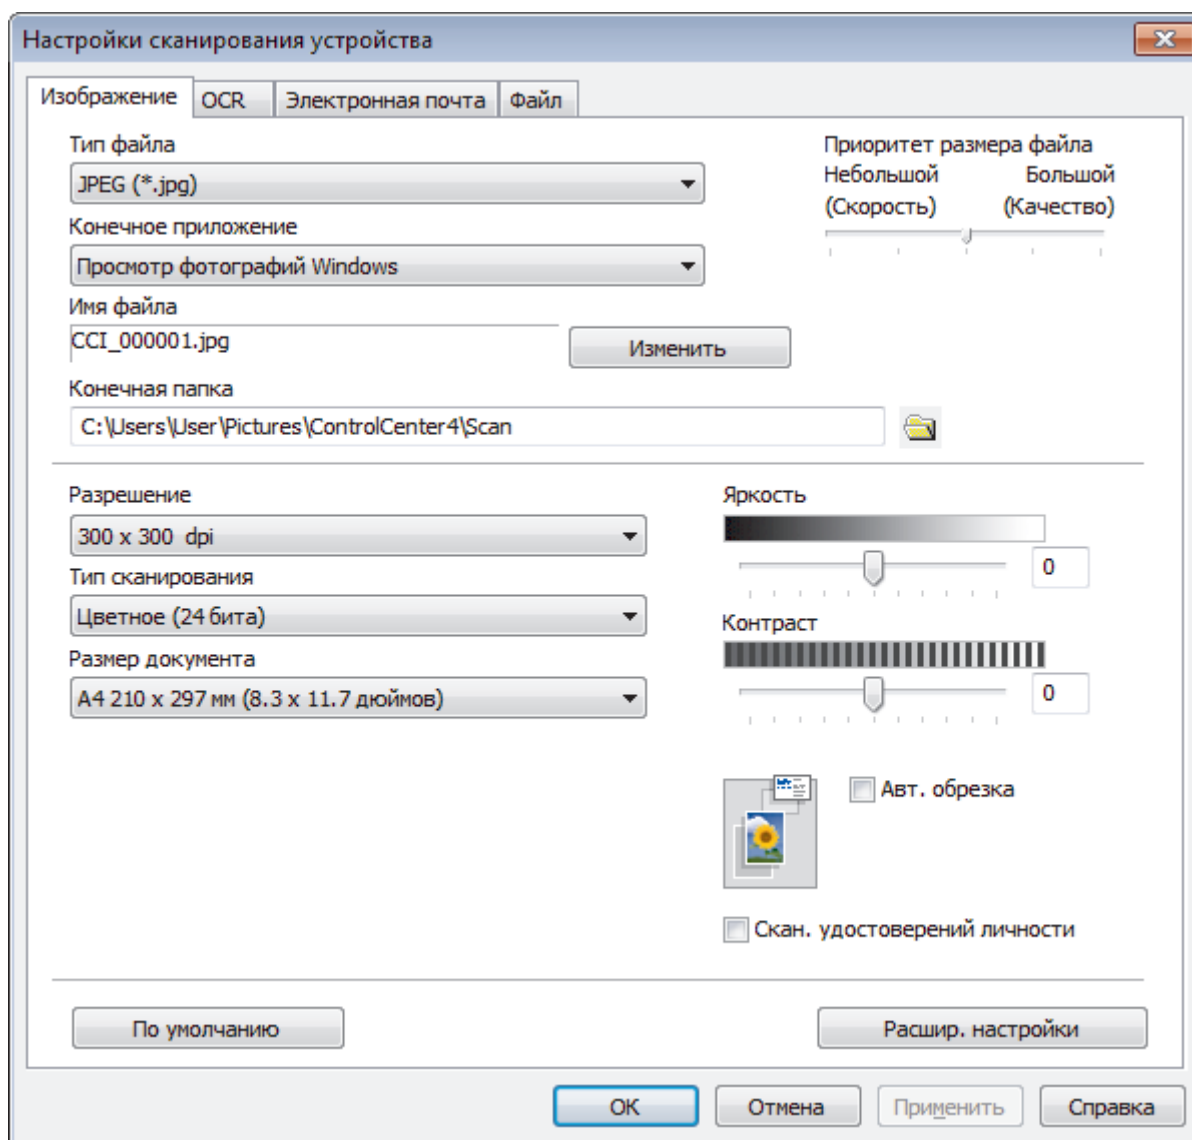 Настройки сканирования устройства
Изображение OCR Электронная почта Файл
Тип файла
JPEG (*.jpg)
Конечное приложение
Просмотр фотографий Windows
Имя файла
CCI_000001.jpg
Изменить
Конечная папка
C:\Users\User\Pictures\ControlCenter4\Scan
Приоритет размера файла
Небольшой Большой
(Скорость) (Качество)
Разрешение
300 x 300 dpi
Тип сканирования
Цветное (24 бита)
Размер документа
A4 210 x 297 мм (8.3 x 11.7 дюймов)
Яркость
0
Контраст
0
Авт. обрезка
Скан. удостоверений личности
По умолчанию
Расшир. настройки
OK Отмена Применить Справка